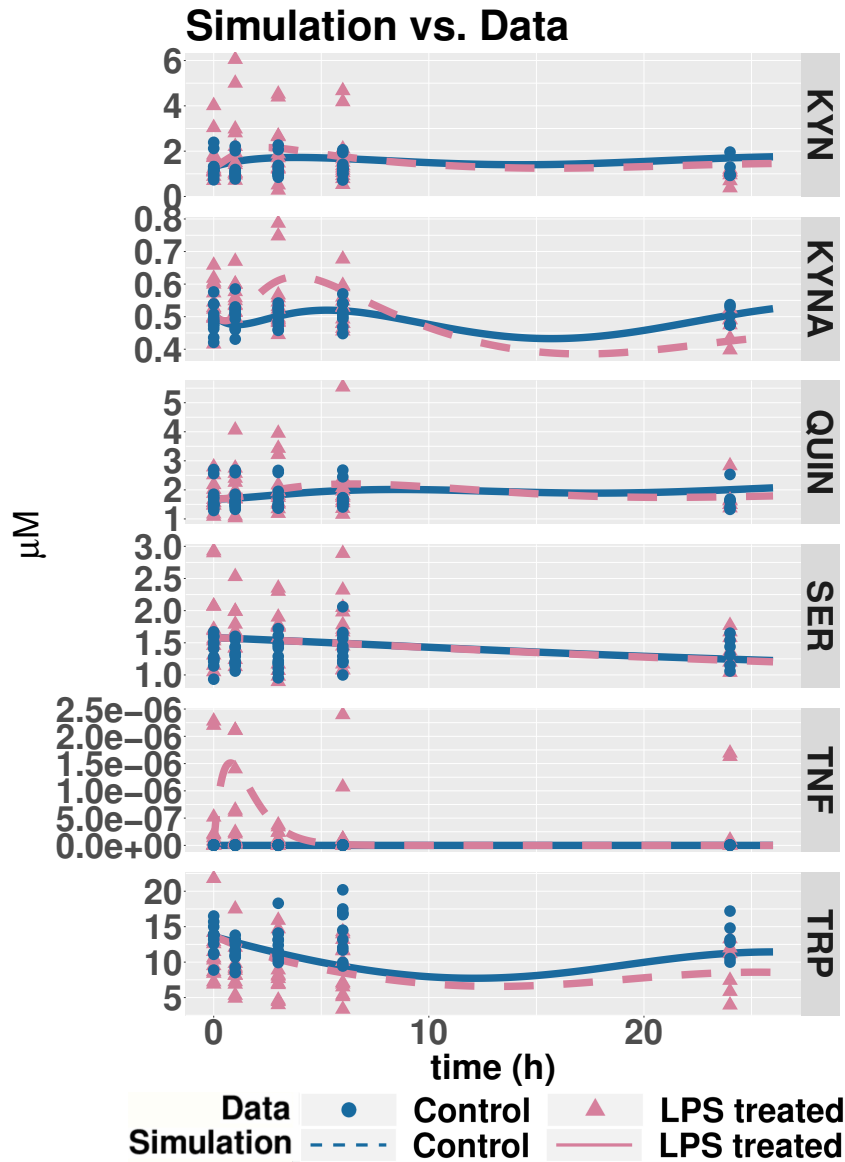 Simulation vs. Data
6
4
2
0
KYN
0.8
0.7
0.6
0.5
0.4
KYNA
5
4
3
2
1
QUIN
µM
3.0
2.5
2.0
1.5
1.0
SER
2.5e−06
2.0e−06
1.5e−06
1.0e−06
5.0e−07
0.0e+00
TNF
20
15
10
5
TRP
0 10 20
time (h)
Data Control LPS treated
Simulation Control LPS treated